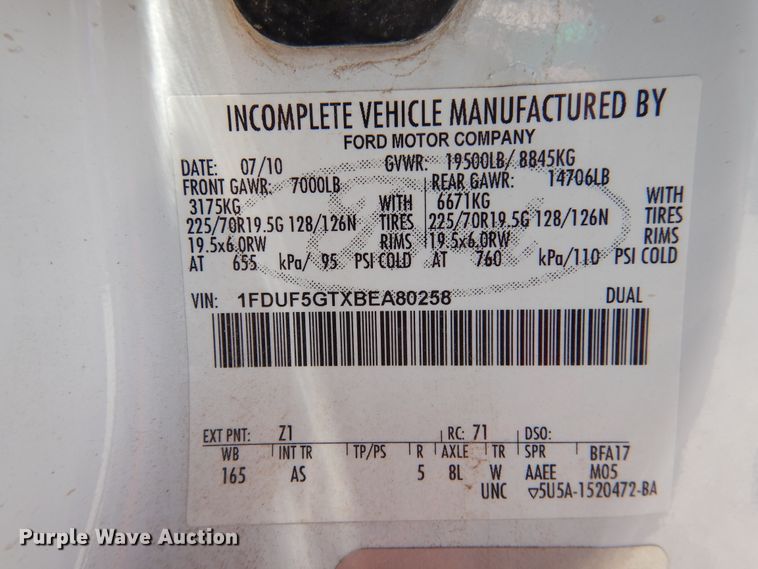 INCOMPLETE VEHICLE MANUFACTURED BY
FORD MOTOR COMPANY
DATE: 07/10 GVWR: 19500LB/ 8845KG
FRONT GAWR: 7000LB REAR GAWR: 14706LB
3175KG WITH 6671KG WITH
225/70R19.5G 128/126N TIRES 225/70R19.5G 128/126N TIRES
19.5x6.0RW RIMS 19.5x6.0RW RIMS
AT 655 kPa/ 95 PSI COLD AT 760 kPa/110 PSI COLD
VIN: 1FDUF5GTXBEA80258 DUAL
EXT PNT: Z1 RC: 71 DSO:
WB INT TR TP/PS R AXLE TR SPR BFA17
165 AS 5 8L W AAEE M05
UNC ▽5U5A-1520472-BA
Purple Wave Auction